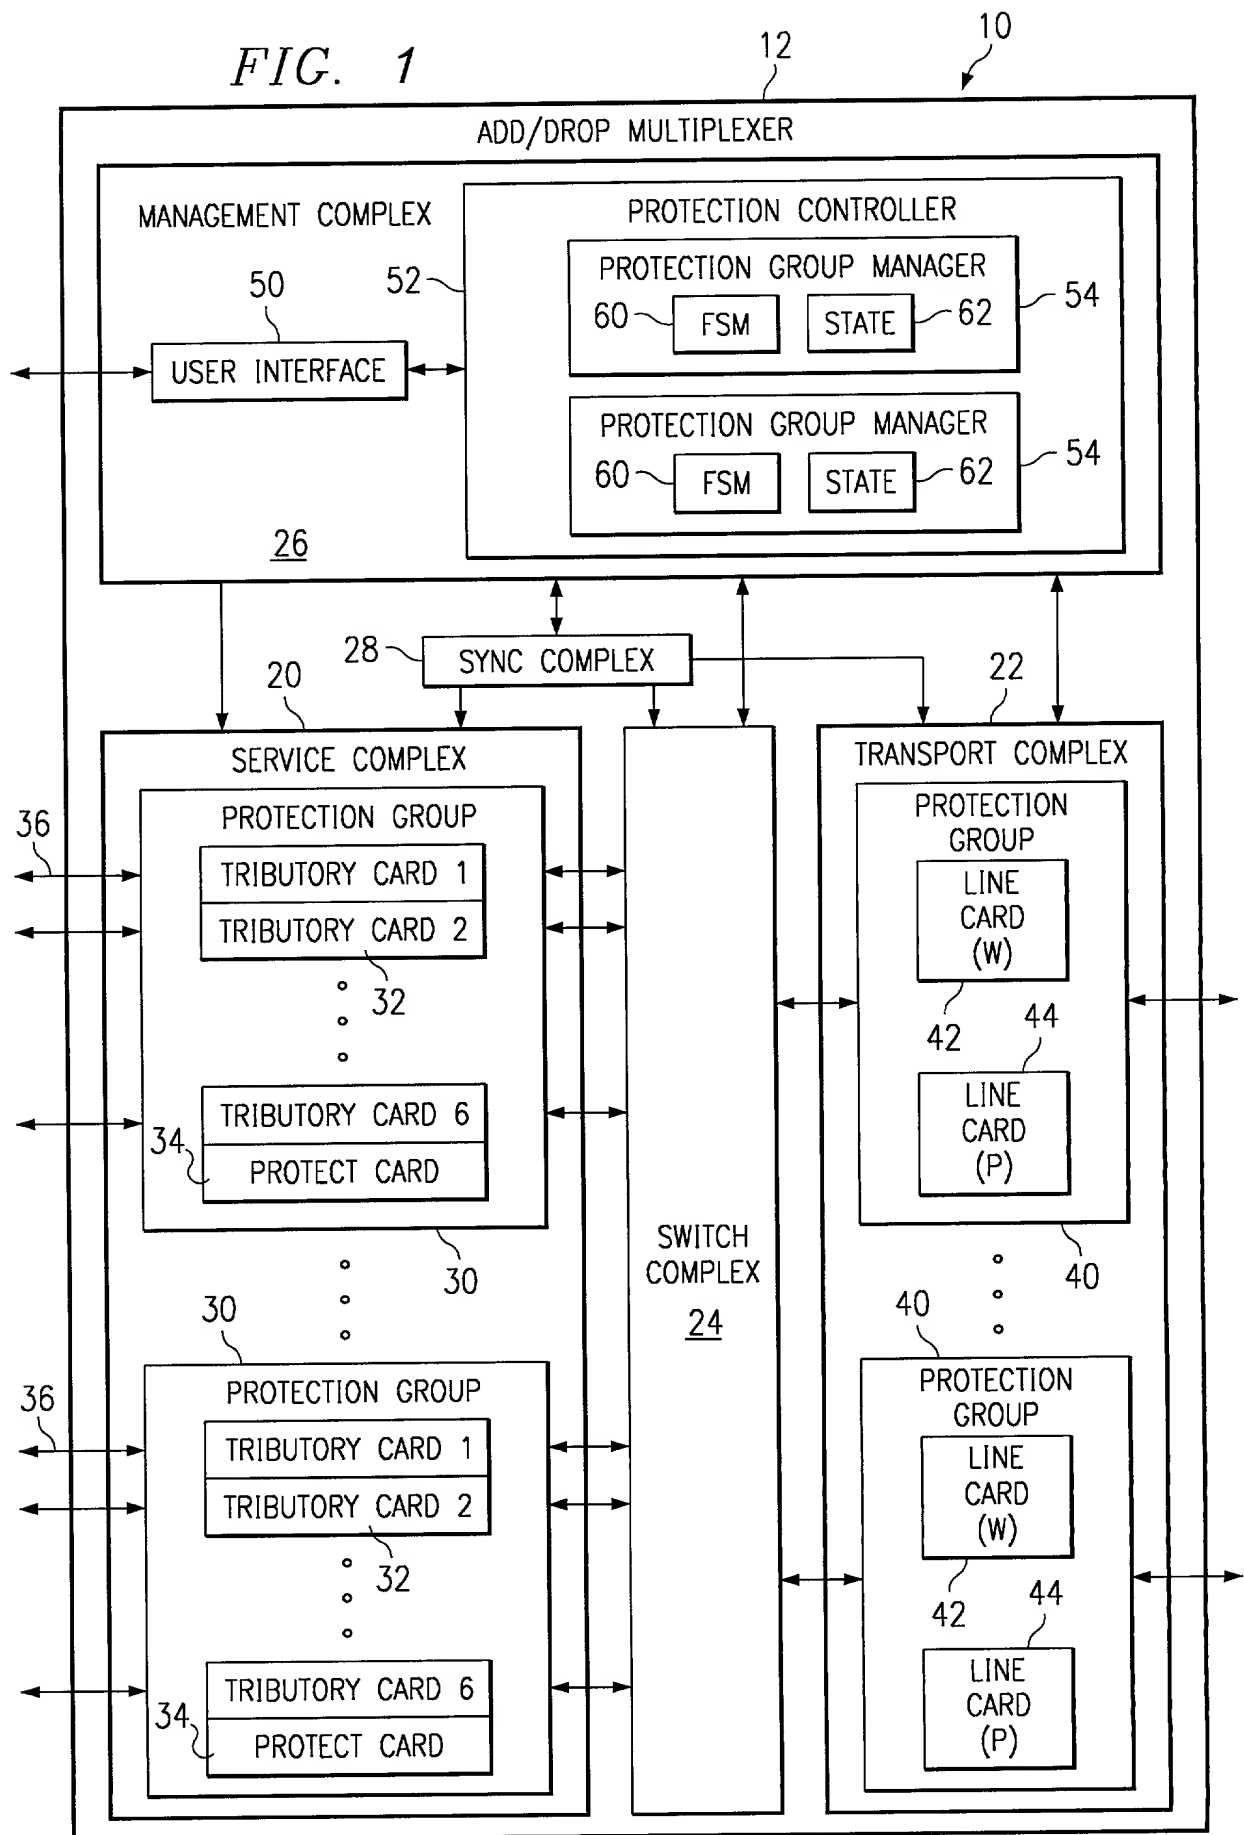 FIG. 1
10
12
ADD/DROP MULTIPLEXER
MANAGEMENT COMPLEX
PROTECTION CONTROLLER
52
50
USER INTERFACE
PROTECTION GROUP MANAGER
60
FSM
STATE
62
54
PROTECTION GROUP MANAGER
60
FSM
STATE
62
54
26
28
SYNC COMPLEX
20
22
SERVICE COMPLEX
PROTECTION GROUP
36
TRIBUTORY CARD 1
TRIBUTORY CARD 2
32
TRIBUTORY CARD 6
34
PROTECT CARD
30
30
PROTECTION GROUP
36
TRIBUTORY CARD 1
TRIBUTORY CARD 2
32
TRIBUTORY CARD 6
34
PROTECT CARD
SWITCH
COMPLEX
24
TRANSPORT COMPLEX
PROTECTION
GROUP
LINE
CARD
(W)
42
44
LINE
CARD
(P)
40
40
PROTECTION
GROUP
LINE
CARD
(W)
42
44
LINE
CARD
(P)